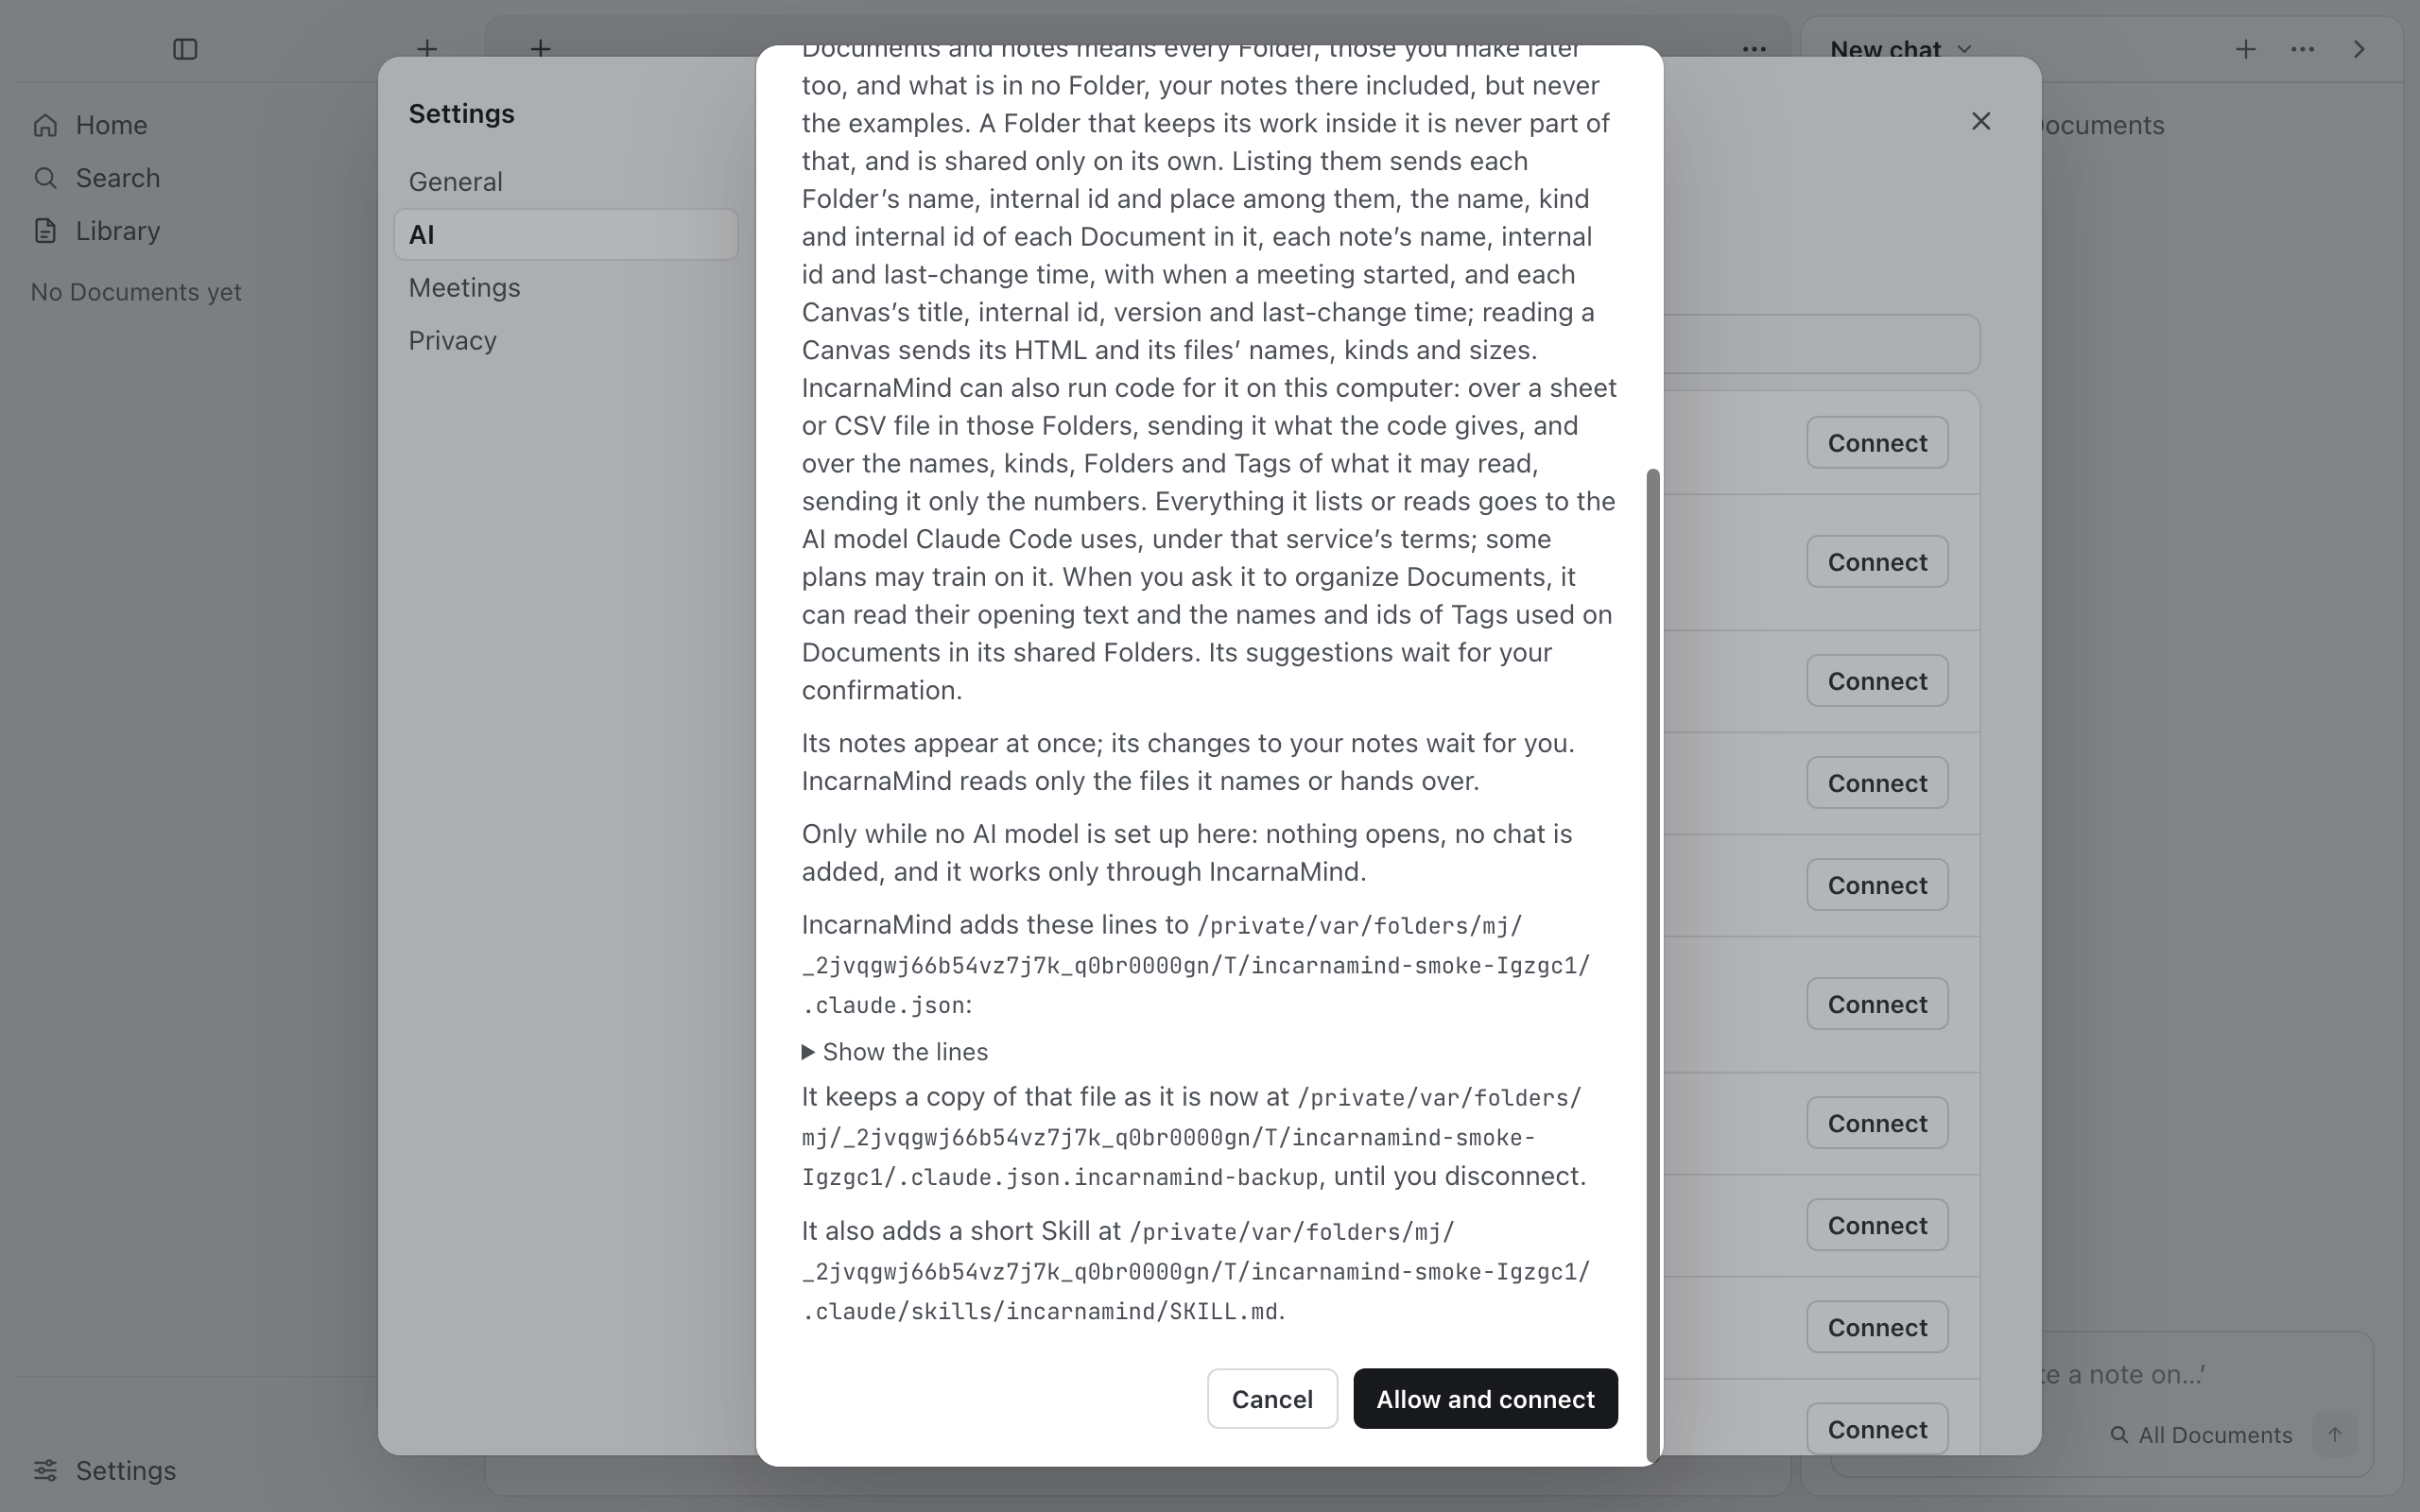 New chat
Home
Search
Library
No Documents yet
Settings
Settings
General
AI
Meetings
Privacy
Documents and notes means every Folder, those you make later
too, and what is in no Folder, your notes there included, but never
the examples. A Folder that keeps its work inside it is never part of
that, and is shared only on its own. Listing them sends each
Folder’s name, internal id and place among them, the name, kind
and internal id of each Document in it, each note’s name, internal
id and last-change time, with when a meeting started, and each
Canvas’s title, internal id, version and last-change time; reading a
Canvas sends its HTML and its files’ names, kinds and sizes.
IncarnaMind can also run code for it on this computer: over a sheet
or CSV file in those Folders, sending it what the code gives, and
over the names, kinds, Folders and Tags of what it may read,
sending it only the numbers. Everything it lists or reads goes to the
AI model Claude Code uses, under that service’s terms; some
plans may train on it. When you ask it to organize Documents, it
can read their opening text and the names and ids of Tags used on
Documents in its shared Folders. Its suggestions wait for your
confirmation.
Its notes appear at once; its changes to your notes wait for you.
IncarnaMind reads only the files it names or hands over.
Only while no AI model is set up here: nothing opens, no chat is
added, and it works only through IncarnaMind.
IncarnaMind adds these lines to /private/var/folders/mj/
_2jvqgwj66b54vz7j7k_q0br0000gn/T/incarnamind-smoke-Igzgc1/
.claude.json:
Show the lines
It keeps a copy of that file as it is now at /private/var/folders/
mj/_2jvqgwj66b54vz7j7k_q0br0000gn/T/incarnamind-smoke-
Igzgc1/.claude.json.incarnamind-backup, until you disconnect.
It also adds a short Skill at /private/var/folders/mj/
_2jvqgwj66b54vz7j7k_q0br0000gn/T/incarnamind-smoke-Igzgc1/
.claude/skills/incarnamind/SKILL.md.
Cancel
Allow and connect
Connect
Connect
Connect
Connect
Connect
Connect
Connect
Connect
Connect
Connect
a note on...’
All Documents